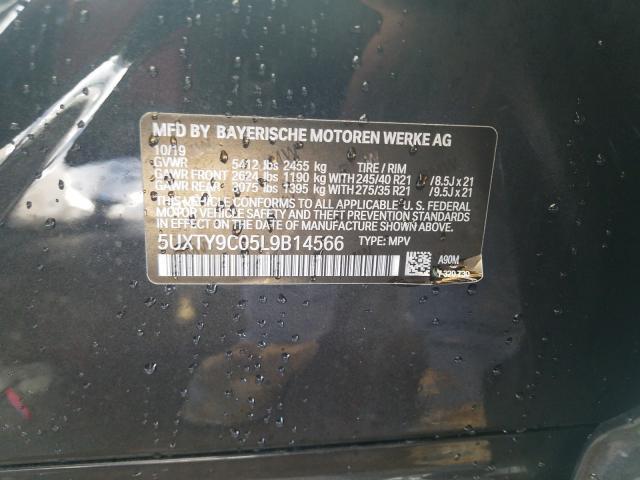 MFD BY BAYERISCHE MOTOREN WERKE AG
10/19
GVWR 5412 lbs 2455 kg TIRE / RIM
GAWR FRONT 2624 lbs 1190 kg WITH 245/40 R21 / 8.5J x 21
GAWR REAR 3075 lbs 1395 kg WITH 275/35 R21 / 9.5J x 21
THIS VEHICLE CONFORMS TO ALL APPLICABLE U.S. FEDERAL
MOTOR VEHICLE SAFETY, AND THEFT PREVENTION STANDARDS
IN EFFECT ON THE DATE OF MANUFACTURE SHOWN ABOVE.
5UXTY9C05L9B14566 TYPE: MPV
A90M
7 320 730